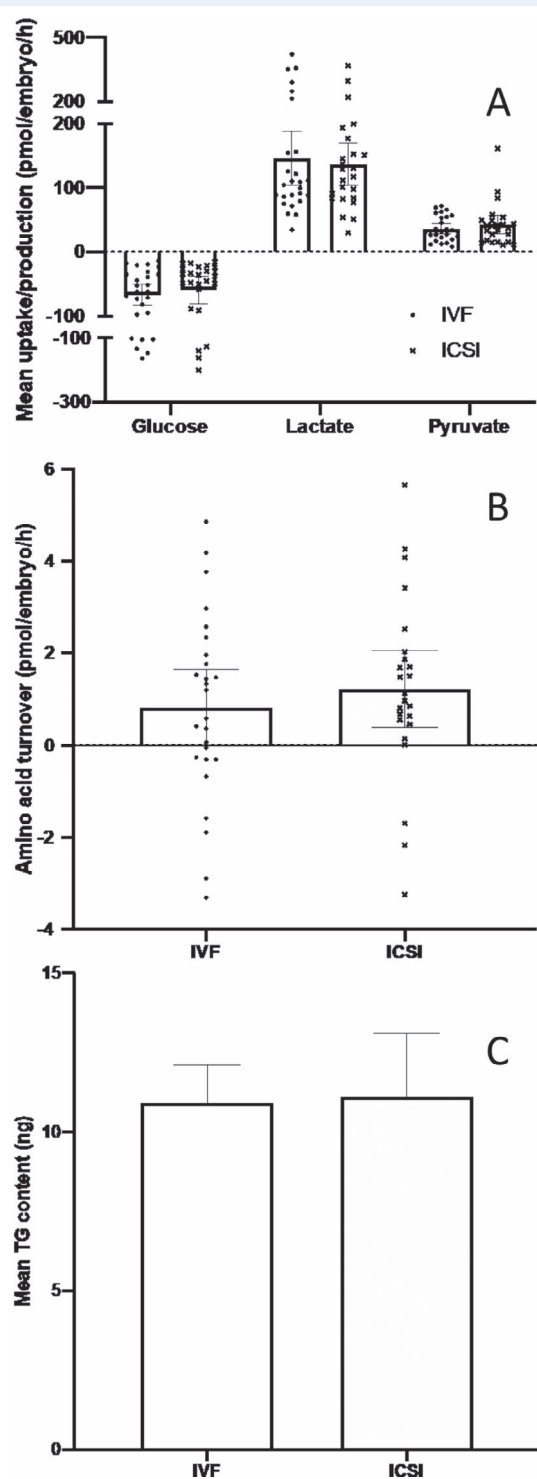 A
Mean uptake/production (pmol/embryo/h)
500
200
200
100
0
-100
-100
-300
IVF
ICSI
Glucose Lactate Pyruvate
B
Amino acid turnover (pmol/embryo/h)
6
4
2
0
-2
-4
IVF ICSI
C
Mean TG content (ng)
15
10
5
0
IVF ICSI